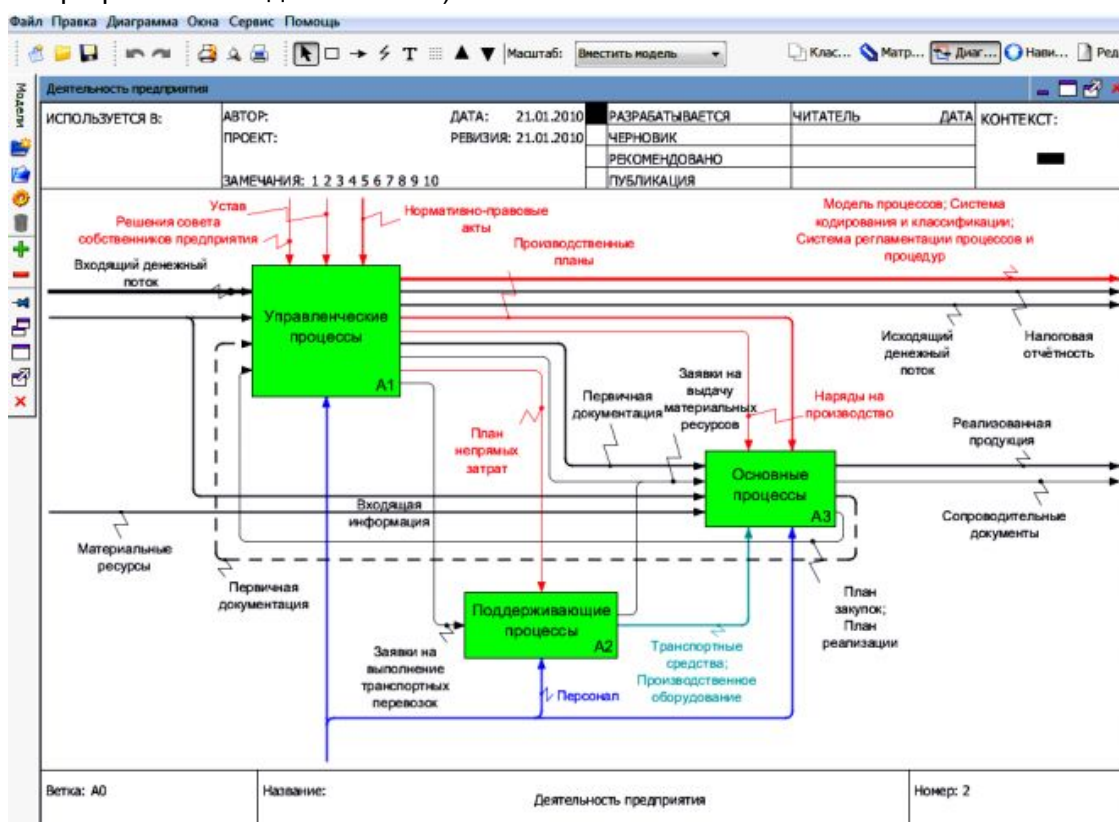 Файл Правка Диаграмма Окна Сервис Помощь
Масштаб: Вместить модель
Клас... Матр... Диаг... Нави... Ред
Модели
Деятельность предприятия
ИСПОЛЬЗУЕТСЯ В:
АВТОР:
ДАТА: 21.01.2010
РАЗРАБАТЫВАЕТСЯ
ЧИТАТЕЛЬ
ДАТА
КОНТЕКСТ:
ПРОЕКТ:
РЕВИЗИЯ: 21.01.2010
ЧЕРНОВИК
РЕКОМЕНДОВАНО
ЗАМЕЧАНИЯ: 1 2 3 4 5 6 7 8 9 10
ПУБЛИКАЦИЯ
Устав
Решения совета
собственников предприятия
Нормативно-правовые
акты
Производственные
планы
Модель процессов; Система
кодирования и классификации;
Система регламентации процессов и
процедур
Входящий денежный
поток
Управленческие
процессы
A1
Исходящий
денежный
поток
Налоговая
отчётность
Первичная
документация
Заявки на
выдачу
материальных
ресурсов
Наряды на
производство
План
непрямых
затрат
Реализованная
продукция
Основные
процессы
A3
Входящая
информация
Сопроводительные
документы
Материальные
ресурсы
Первичная
документация
План
закупок;
План
реализации
Поддерживающие
процессы
A2
Заявки на
выполнение
транспортных
перевозок
Транспортные
средства;
Производственное
оборудование
Персонал
Ветка: A0
Название:
Деятельность предприятия
Номер: 2